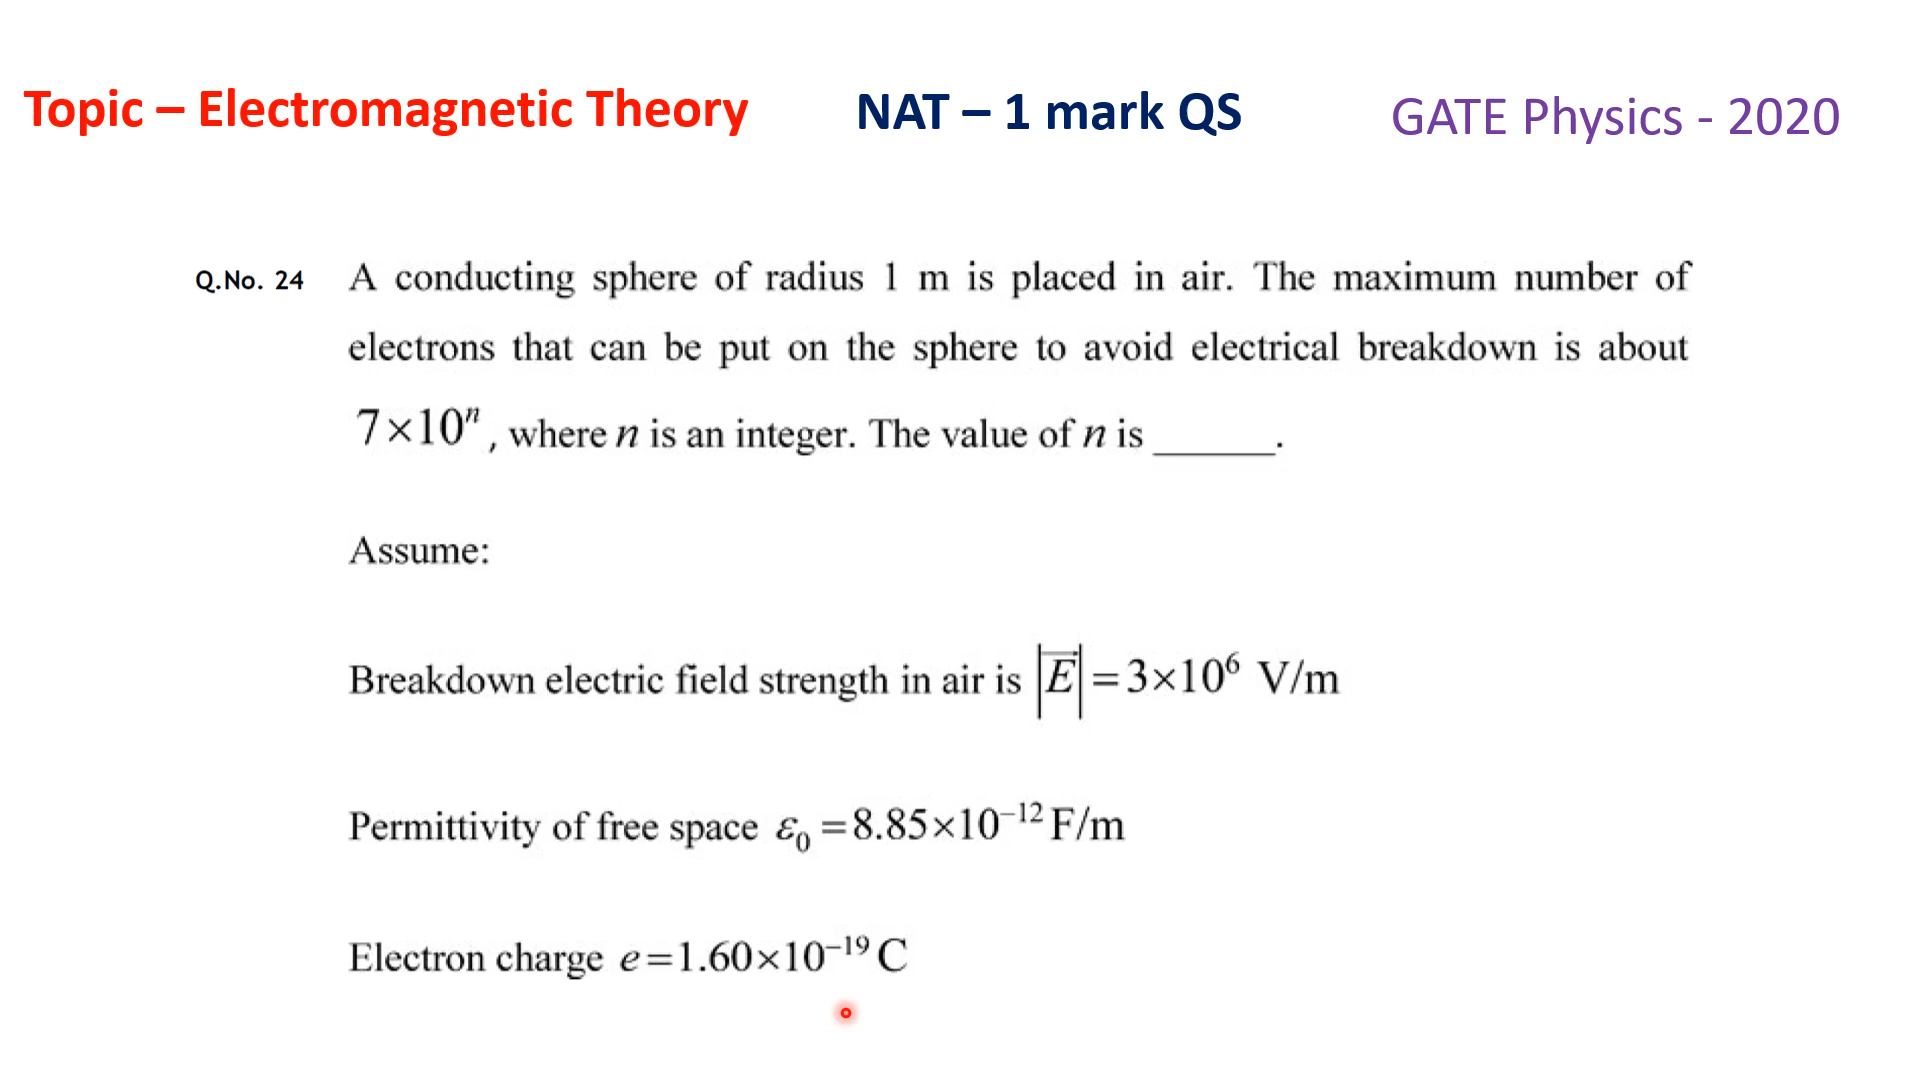 Topic – Electromagnetic Theory NAT – 1 mark QS GATE Physics - 2020
Q.No. 24 A conducting sphere of radius 1 m is placed in air. The maximum number of
electrons that can be put on the sphere to avoid electrical breakdown is about
7×10ⁿ, where n is an integer. The value of n is ______.
Assume:
Breakdown electric field strength in air is |E̅| = 3×10⁶ V/m
Permittivity of free space ε₀ = 8.85×10⁻¹² F/m
Electron charge e=1.60×10⁻¹⁹ C